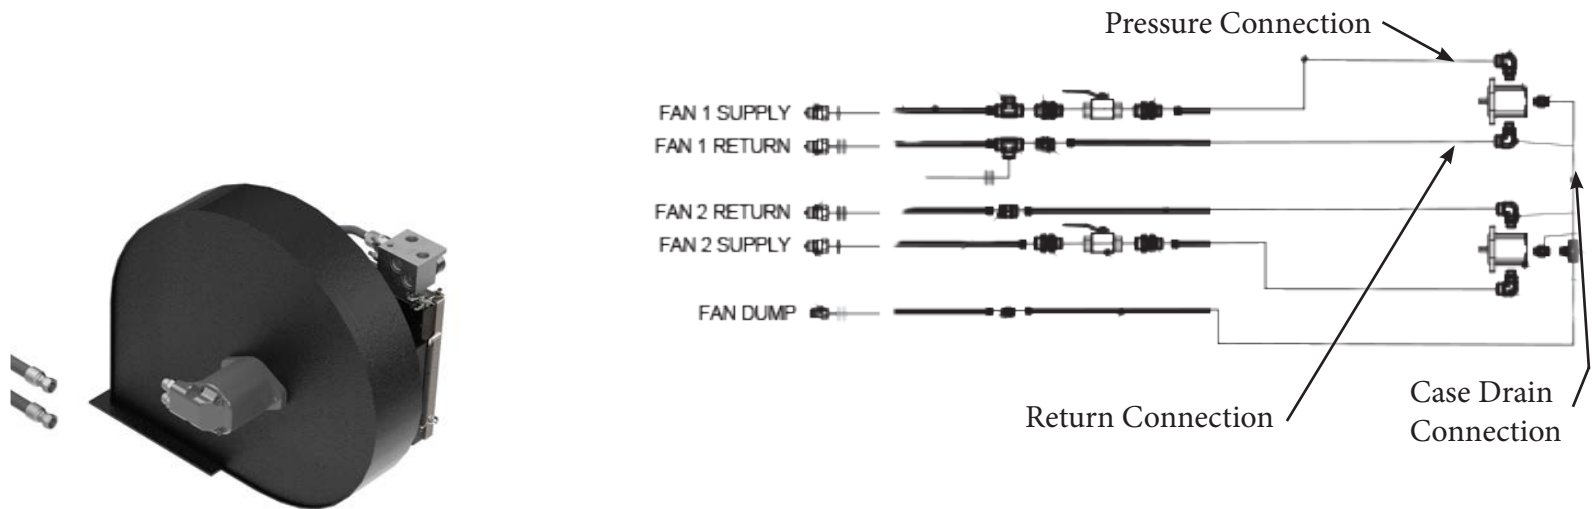 Pressure Connection
FAN 1 SUPPLY
FAN 1 RETURN
FAN 2 RETURN
FAN 2 SUPPLY
FAN DUMP
Return Connection
Case Drain
Connection